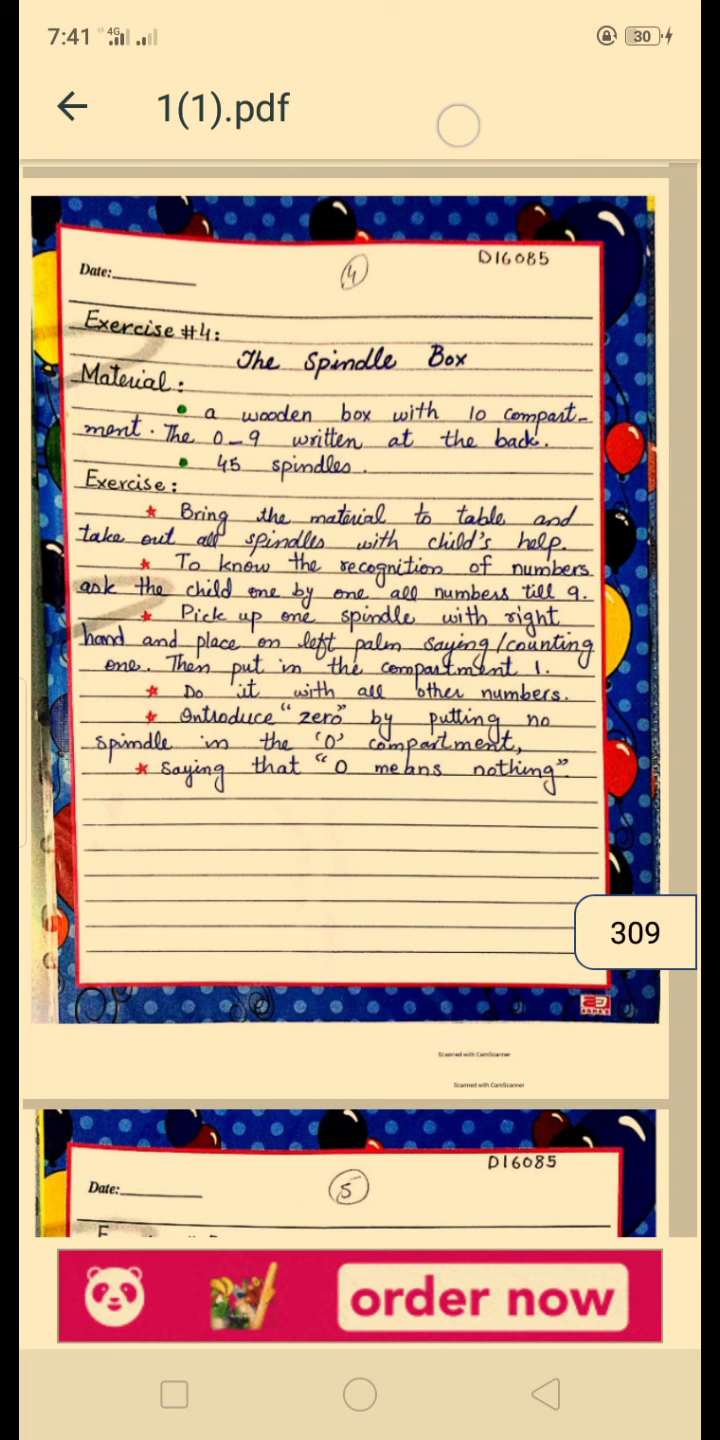 7:41 4G 30
1(1).pdf
D16085
Date: 4
Exercise #4:
The Spindle Box
Material:
• a wooden box with 10 compart-
ment. The 0_9 written at the back.
• 45 spindles.
Exercise:
* Bring the material to table and
take out all spindles with child's help.
* To know the recognition of numbers
ask the child one by one all numbers till 9.
* Pick up one spindle with right
hand and place on left palm saying/counting
one. Then put in the compartment 1.
* Do it with all other numbers.
* Introduce "zero" by putting no
spindle in the '0' compartment,
* Saying that "0 means nothing".
309
Scanned with CamScanner
Scanned with CamScanner
D16085
Date: 5
order now